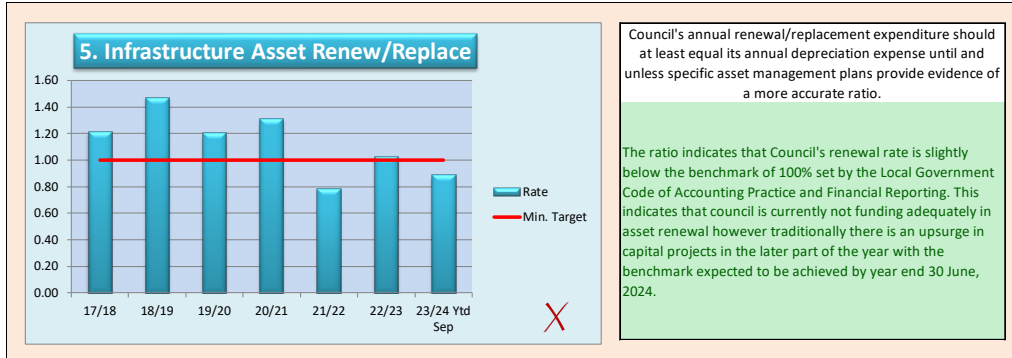 5. Infrastructure Asset Renew/Replace
1.60
1.40
1.20
1.00
0.80
0.60
0.40
0.20
0.00
17/18 18/19 19/20 20/21 21/22 22/23 23/24 Ytd
Sep
Rate
Min. Target
X
Council's annual renewal/replacement expenditure should
at least equal its annual depreciation expense until and
unless specific asset management plans provide evidence of
a more accurate ratio.
The ratio indicates that Council's renewal rate is slightly
below the benchmark of 100% set by the Local Government
Code of Accounting Practice and Financial Reporting. This
indicates that council is currently not funding adequately in
asset renewal however traditionally there is an upsurge in
capital projects in the later part of the year with the
benchmark expected to be achieved by year end 30 June,
2024.